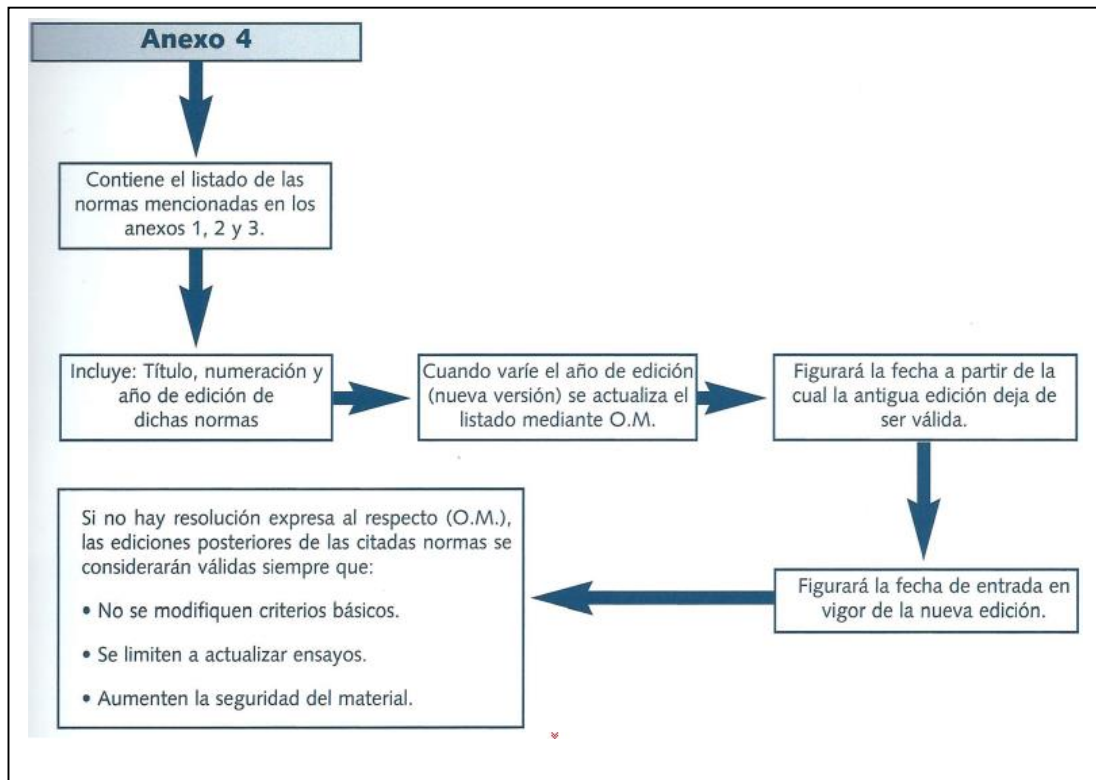 Anexo 4
Contiene el listado de las
normas mencionadas en los
anexos 1, 2 y 3.
Incluye: Título, numeración y
año de edición de
dichas normas
Cuando varíe el año de edición
(nueva versión) se actualiza el
listado mediante O.M.
Figurará la fecha a partir de la
cual la antigua edición deja de
ser válida.
Figurará la fecha de entrada en
vigor de la nueva edición.
Si no hay resolución expresa al respecto (O.M.),
las ediciones posteriores de las citadas normas se
considerarán válidas siempre que:
• No se modifiquen criterios básicos.
• Se limiten a actualizar ensayos.
• Aumenten la seguridad del material.